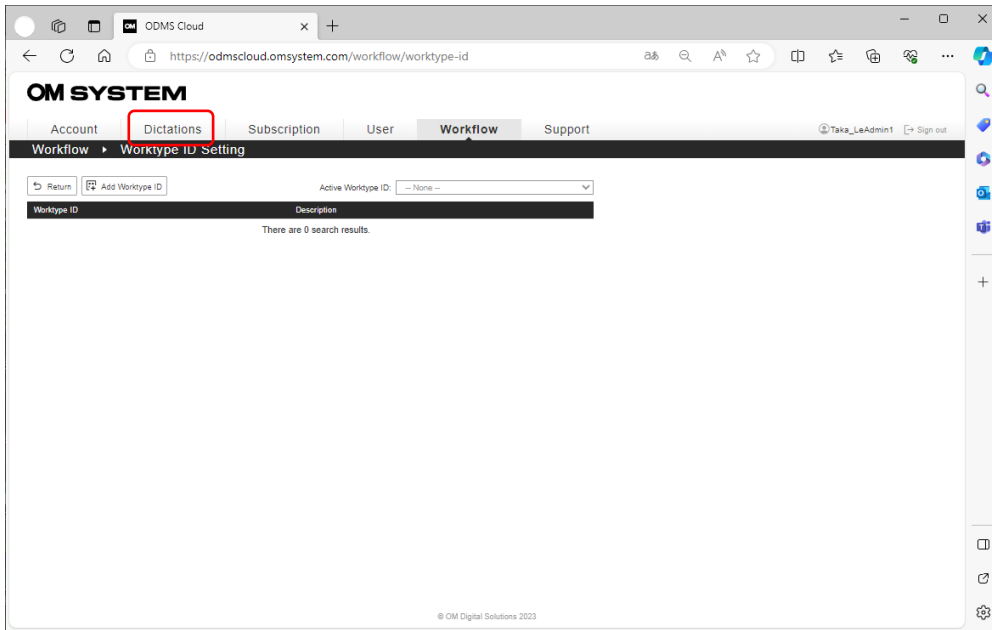 OM ODMS Cloud
https://odmscloud.omsystem.com/workflow/worktype-id
OM SYSTEM
Account Dictations Subscription User Workflow Support Taka_LeAdmin1 Sign out
Workflow Worktype ID Setting
Return Add Worktype ID Active Worktype ID: -- None --
Worktype ID Description
There are 0 search results.
© OM Digital Solutions 2023